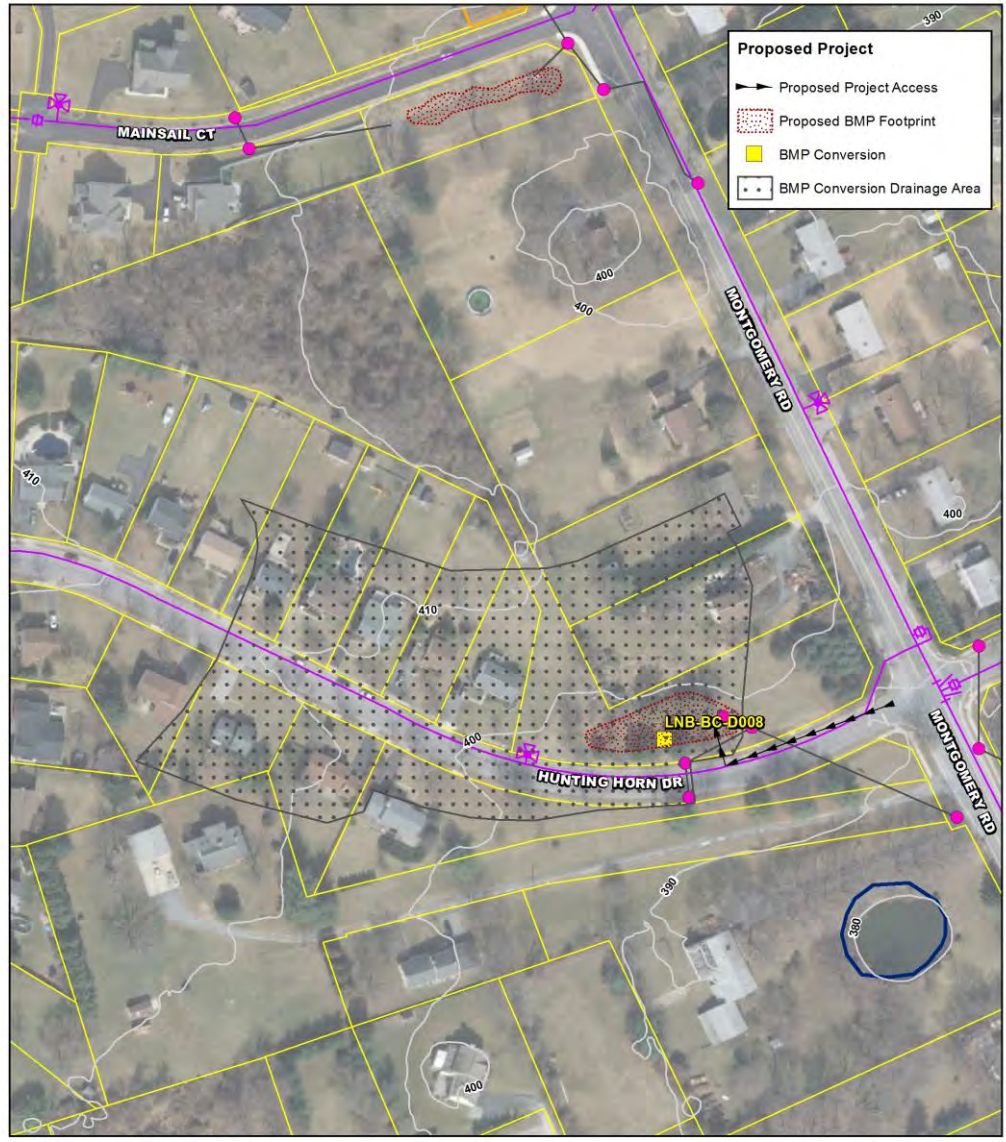 390
Proposed Project
Proposed Project Access
Proposed BMP Footprint
BMP Conversion
BMP Conversion Drainage Area
MAINSAIL CT
400
400
MONTGOMERY RD
410
400
410
LNB-BC-D008
400
HUNTING HORN DR
MONTGOMERY RD
390
380
400